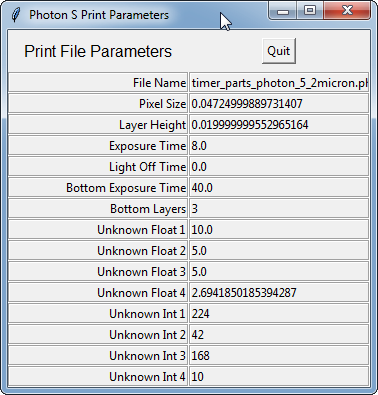 Photon S Print Parameters
Print File Parameters Quit
File Name timer_parts_photon_5_2micron.ph
Pixel Size 0.04724999889731407
Layer Height 0.019999999552965164
Exposure Time 8.0
Light Off Time 0.0
Bottom Exposure Time 40.0
Bottom Layers 3
Unknown Float 1 10.0
Unknown Float 2 5.0
Unknown Float 3 5.0
Unknown Float 4 2.6941850185394287
Unknown Int 1 224
Unknown Int 2 42
Unknown Int 3 168
Unknown Int 4 10